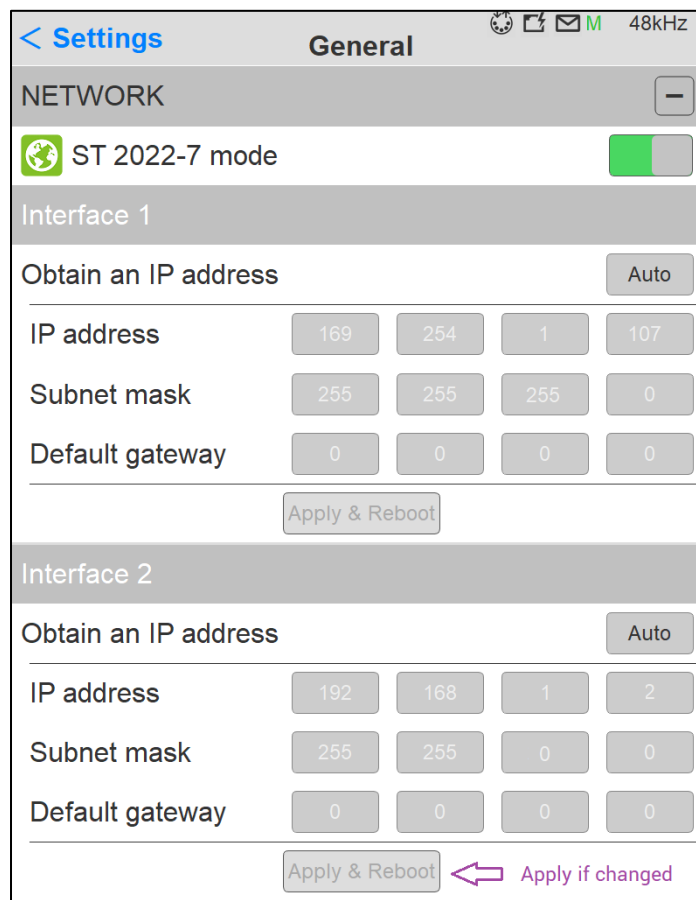 < Settings
General
M 48kHz
NETWORK
ST 2022-7 mode
Interface 1
Obtain an IP address Auto
IP address 169 254 1 107
Subnet mask 255 255 255 0
Default gateway 0 0 0 0
Apply & Reboot
Interface 2
Obtain an IP address Auto
IP address 192 168 1 2
Subnet mask 255 255 0 0
Default gateway 0 0 0 0
Apply & Reboot Apply if changed